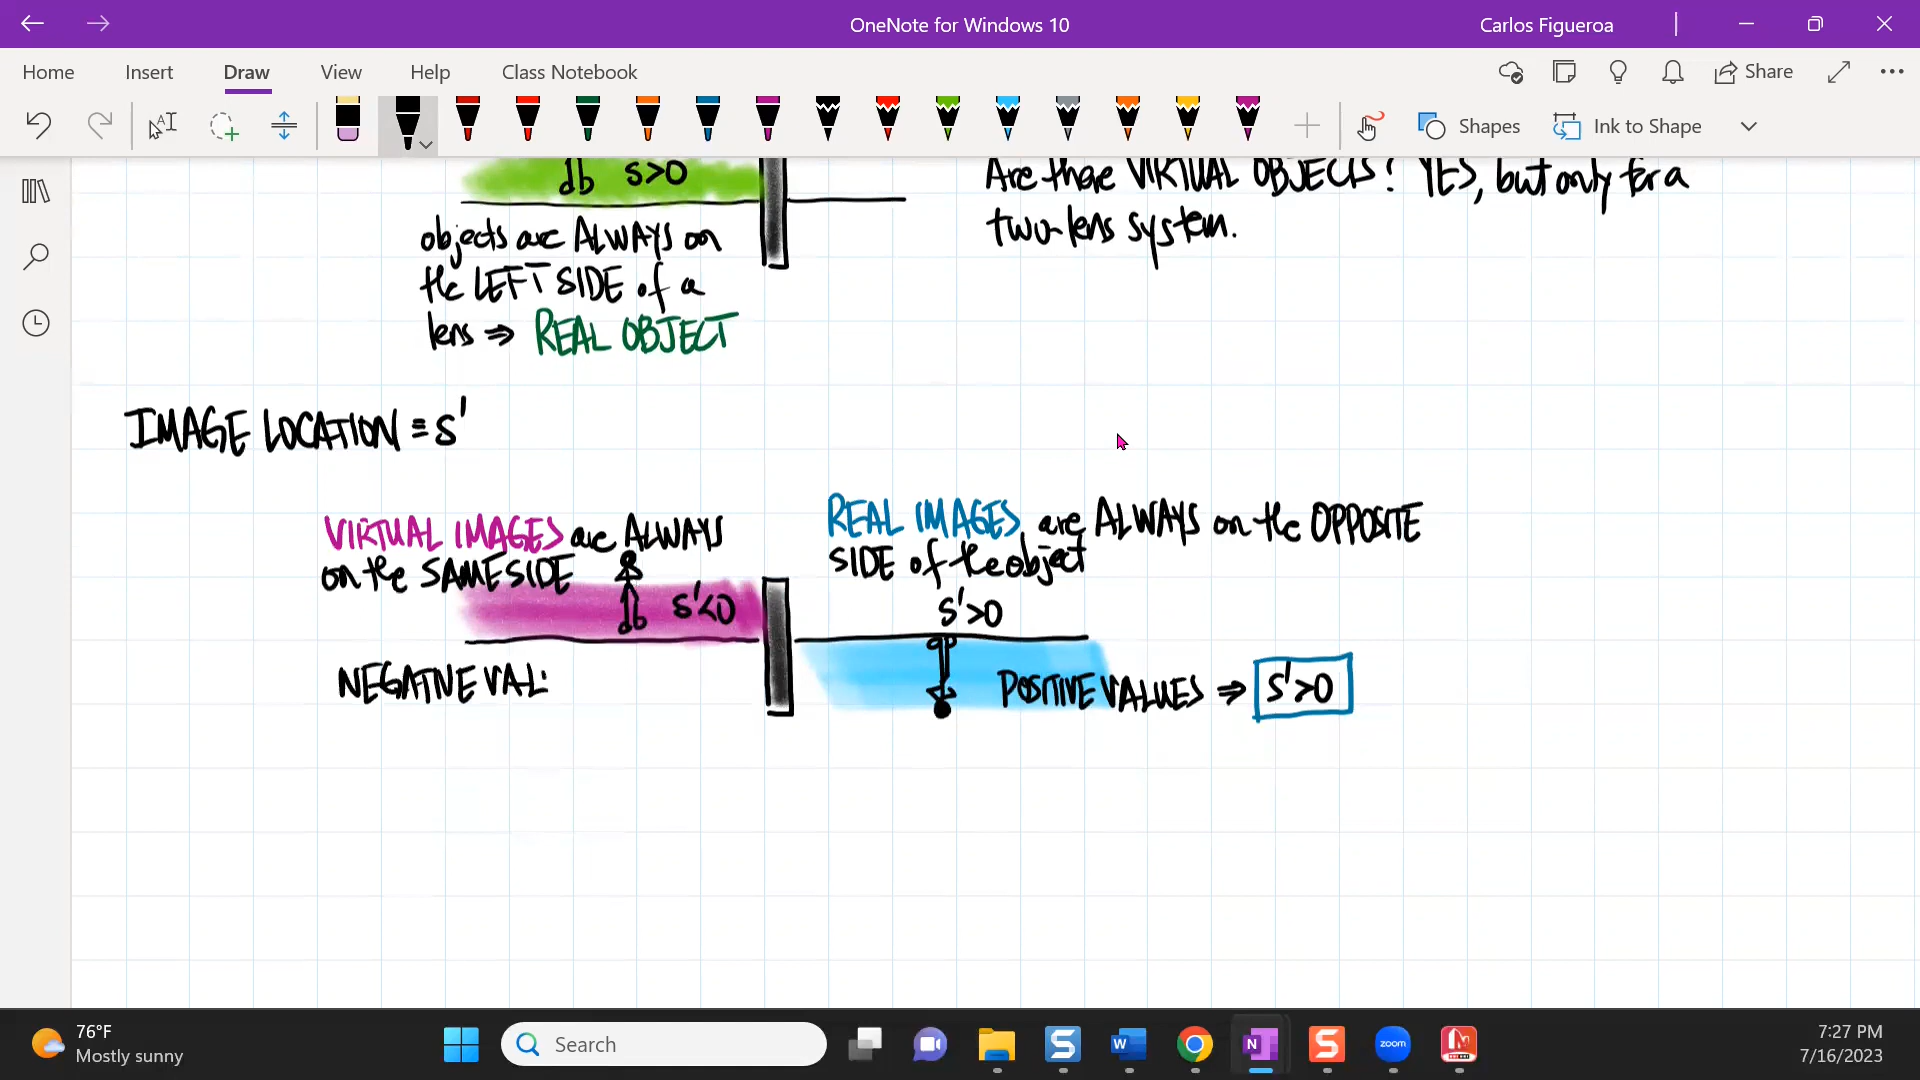 OneNote for Windows 10
Carlos Figueroa
Home
Insert
Draw
View
Help
Class Notebook
Share
Shapes
Ink to Shape
s>0
Are there VIRTUAL OBJECTS? YES, but only for a
two-lens system.
objects are ALWAYS on
the LEFT SIDE of a
lens ⇒ REAL OBJECT
IMAGE LOCATION ≡ s'
VIRTUAL IMAGES are ALWAYS
on the SAME SIDE
s'<0
REAL IMAGES are ALWAYS on the OPPOSITE
SIDE of the object
s'>0
NEGATIVE VAL:
POSITIVE VALUES ⇒ s'>0
76°F
Mostly sunny
Search
zoom
7:27 PM
7/16/2023